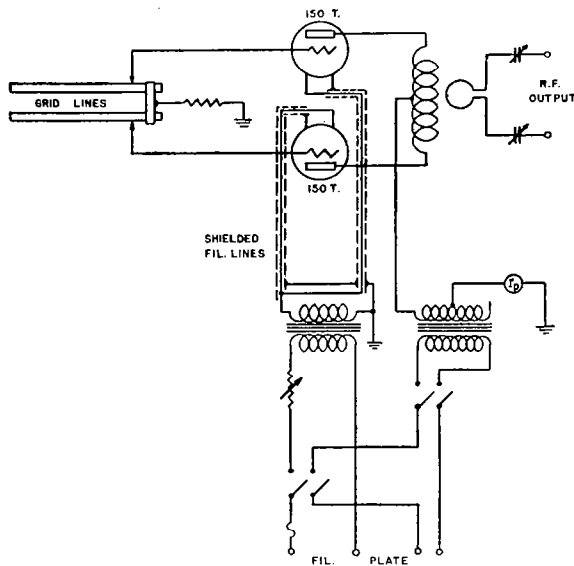 150 T.
GRID LINES
R.F.
OUTPUT
150 T.
SHIELDED
FIL. LINES
Ip
FIL.
PLATE